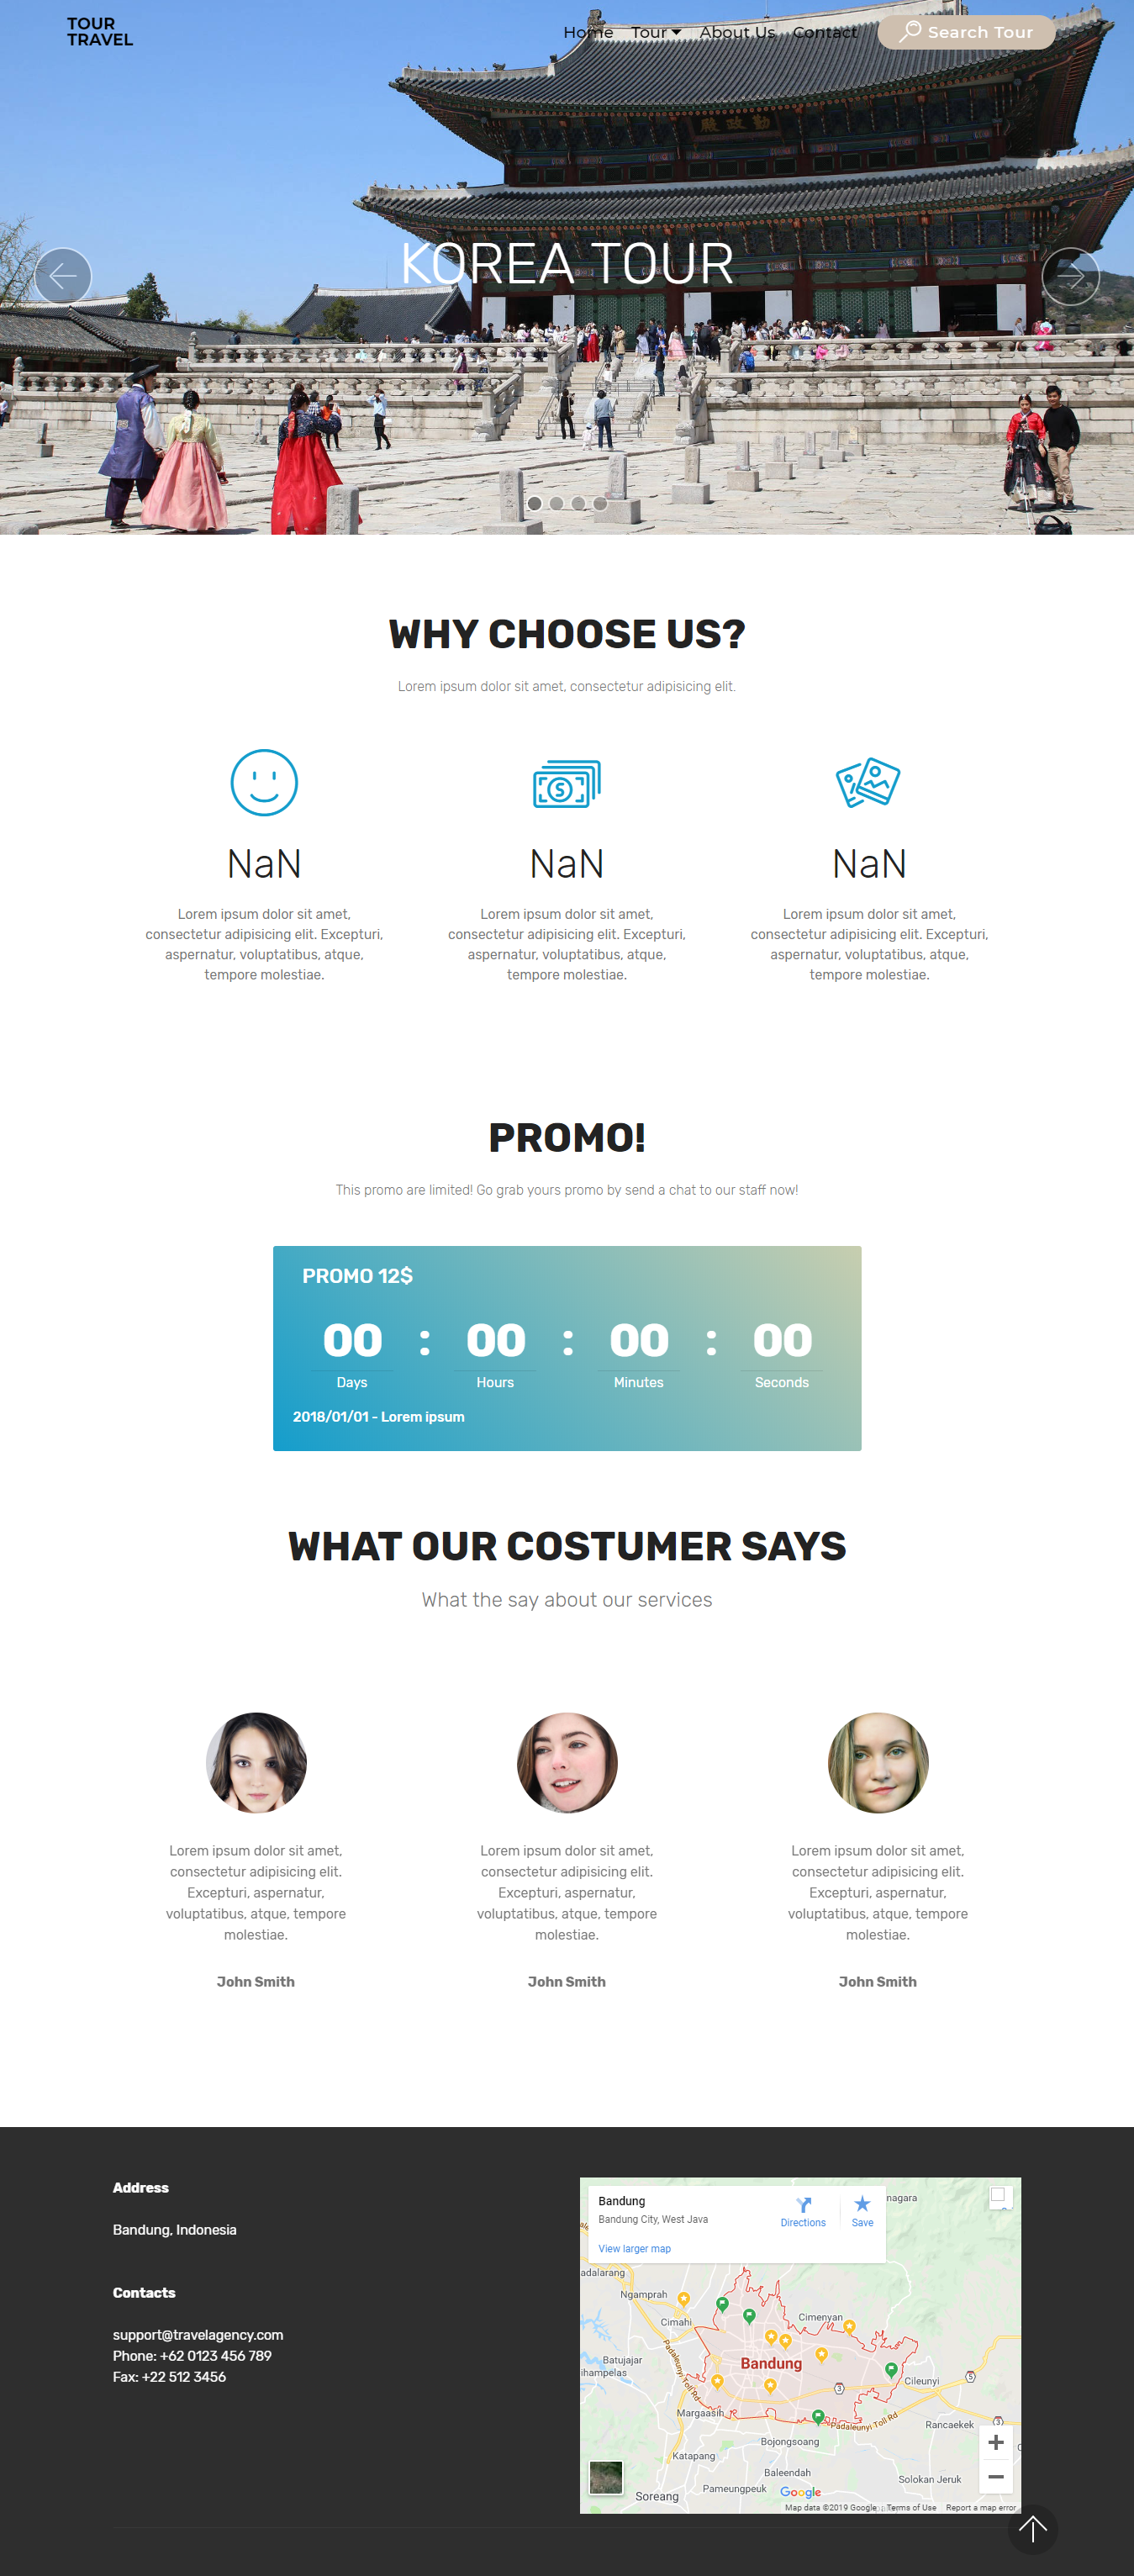 TOUR
TRAVEL
Home Tour About Us Contact Search Tour
殿政勤
KOREA TOUR
WHY CHOOSE US?
Lorem ipsum dolor sit amet, consectetur adipisicing elit.
NaN
Lorem ipsum dolor sit amet,
consectetur adipisicing elit. Excepturi,
aspernatur, voluptatibus, atque,
tempore molestiae.
NaN
Lorem ipsum dolor sit amet,
consectetur adipisicing elit. Excepturi,
aspernatur, voluptatibus, atque,
tempore molestiae.
NaN
Lorem ipsum dolor sit amet,
consectetur adipisicing elit. Excepturi,
aspernatur, voluptatibus, atque,
tempore molestiae.
PROMO!
This promo are limited! Go grab yours promo by send a chat to our staff now!
PROMO 12$
00 : 00 : 00 : 00
Days Hours Minutes Seconds
2018/01/01 - Lorem ipsum
WHAT OUR COSTUMER SAYS
What the say about our services
Lorem ipsum dolor sit amet,
consectetur adipisicing elit.
Excepturi, aspernatur,
voluptatibus, atque, tempore
molestiae.
John Smith
Lorem ipsum dolor sit amet,
consectetur adipisicing elit.
Excepturi, aspernatur,
voluptatibus, atque, tempore
molestiae.
John Smith
Lorem ipsum dolor sit amet,
consectetur adipisicing elit.
Excepturi, aspernatur,
voluptatibus, atque, tempore
molestiae.
John Smith
Address
Bandung, Indonesia
Contacts
support@travelagency.com
Phone: +62 0123 456 789
Fax: +22 512 3456
Bandung
Bandung City, West Java
Directions
Save
View larger map
nagara
adalarang
Ngamprah
Cimahi
Cimenyan
Batujajar
ihampelas
Padaleunyi Toll Rd
Bandung
Cileunyi
5
3
Margaasih
Padaleunyi Toll Rd
Rancaekek
3
Bojongsoang
Katapang
Baleendah
Pameungpeuk
Solokan Jeruk
Soreang
Google
Map data ©2019 Google Terms of Use Report a map error